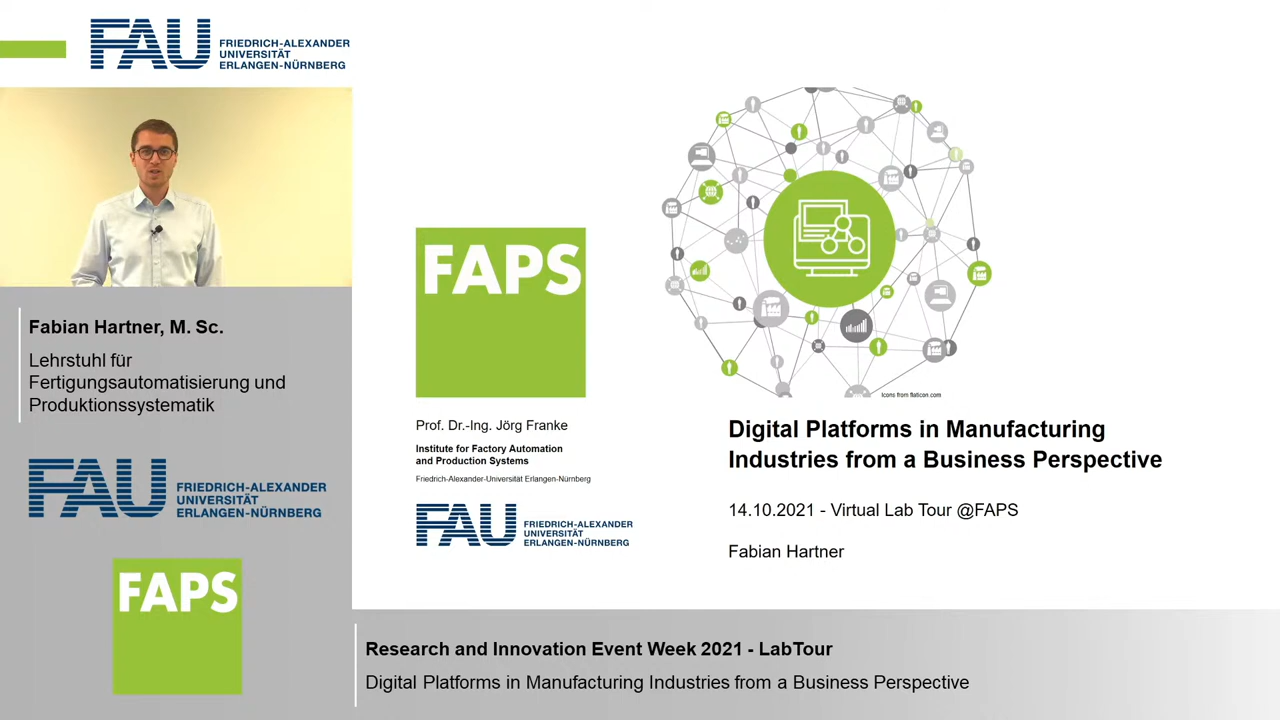 FAU FRIEDRICH-ALEXANDER
UNIVERSITÄT
ERLANGEN-NÜRNBERG
Fabian Hartner, M. Sc.
Lehrstuhl für
Fertigungsautomatisierung und
Produktionssystematik
FAU FRIEDRICH-ALEXANDER
UNIVERSITÄT
ERLANGEN-NÜRNBERG
FAPS
FAPS
Prof. Dr.-Ing. Jörg Franke
Institute for Factory Automation
and Production Systems
Friedrich-Alexander-Universität Erlangen-Nürnberg
FAU FRIEDRICH-ALEXANDER
UNIVERSITÄT
ERLANGEN-NÜRNBERG
Icons from flaticon.com
Digital Platforms in Manufacturing
Industries from a Business Perspective
14.10.2021 - Virtual Lab Tour @FAPS
Fabian Hartner
Research and Innovation Event Week 2021 - LabTour
Digital Platforms in Manufacturing Industries from a Business Perspective